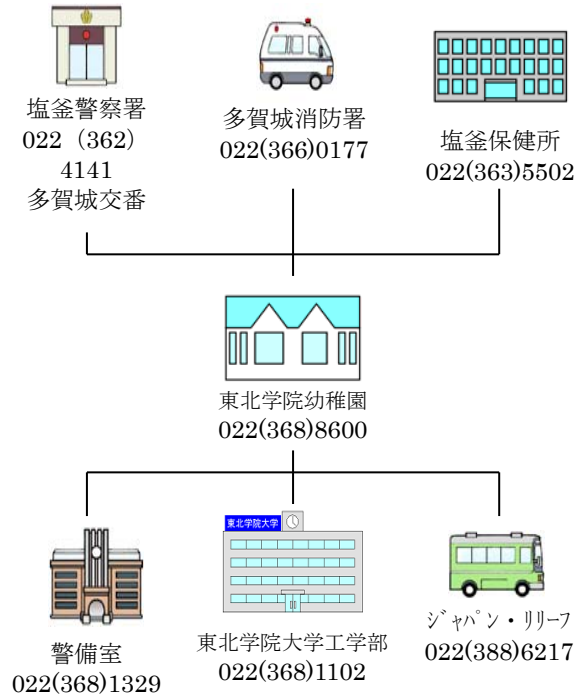 塩釜警察署
022（362）
4141
多賀城交番
多賀城消防署
022(366)0177
塩釜保健所
022(363)5502
東北学院幼稚園
022(368)8600
警備室
022(368)1329
東北学院大学
東北学院大学工学部
022(368)1102
ｼﾞｬﾊﾟﾝ・ﾘﾘｰﾌ
022(388)6217